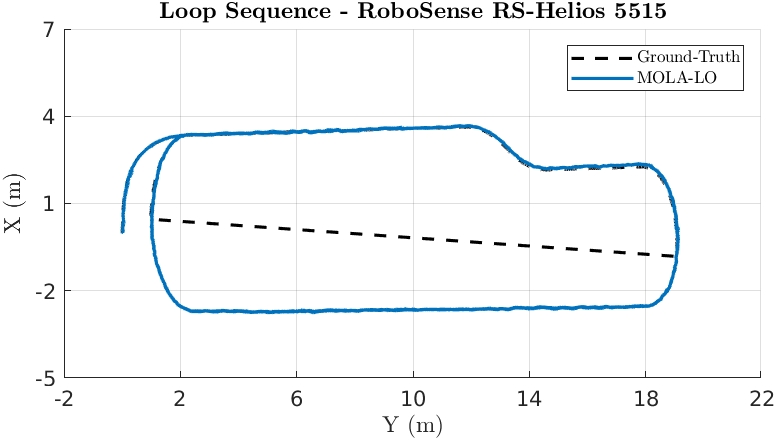 Loop Sequence - RoboSense RS-Helios 5515
Ground-Truth
MOLA-LO
X (m)
7
4
1
-2
-5
-2 2 6 10 14 18 22
Y (m)